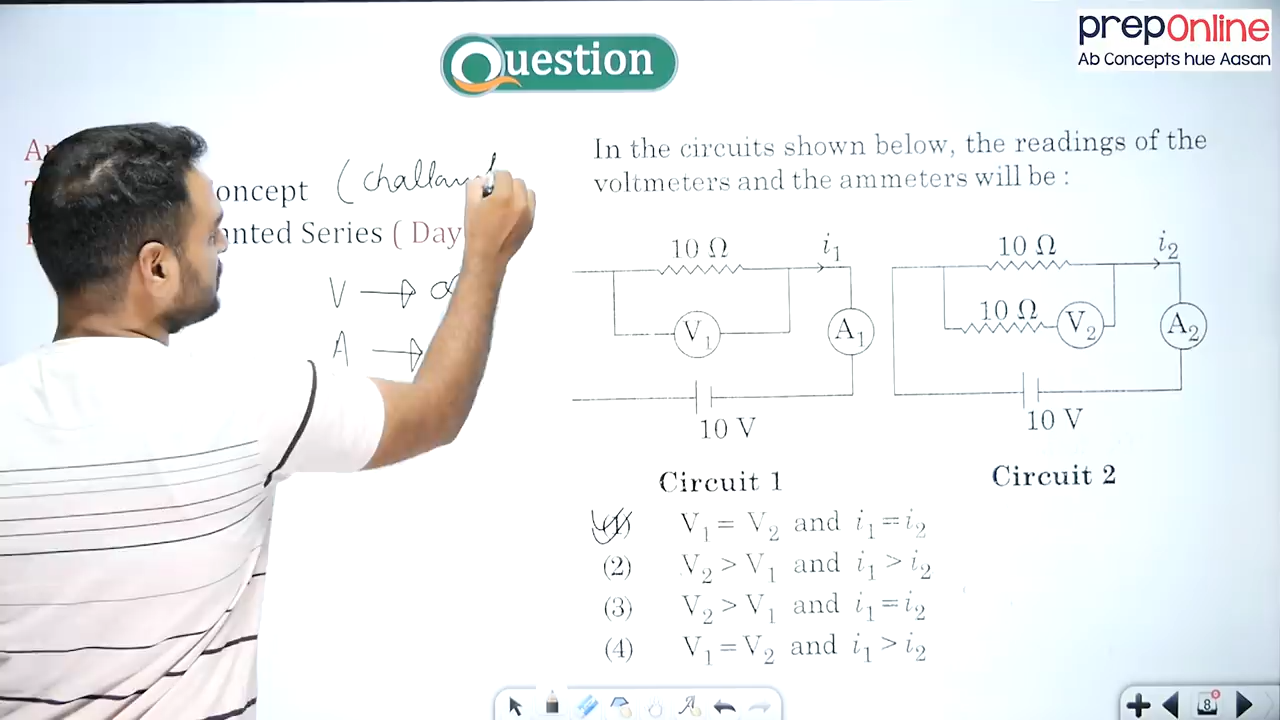 prepOnline
Ab Concepts hue Aasan
Question
oncept (challan
nted Series ( Day
V →
A →
In the circuits shown below, the readings of the
voltmeters and the ammeters will be :
10 Ω
i₁
V₁
A₁
10 V
Circuit 1
10 Ω
i₂
10 Ω
V₂
A₂
10 V
Circuit 2
(1) V₁ = V₂ and i₁ = i₂
(2) V₂ > V₁ and i₁ > i₂
(3) V₂ > V₁ and i₁ = i₂
(4) V₁ = V₂ and i₁ > i₂
8